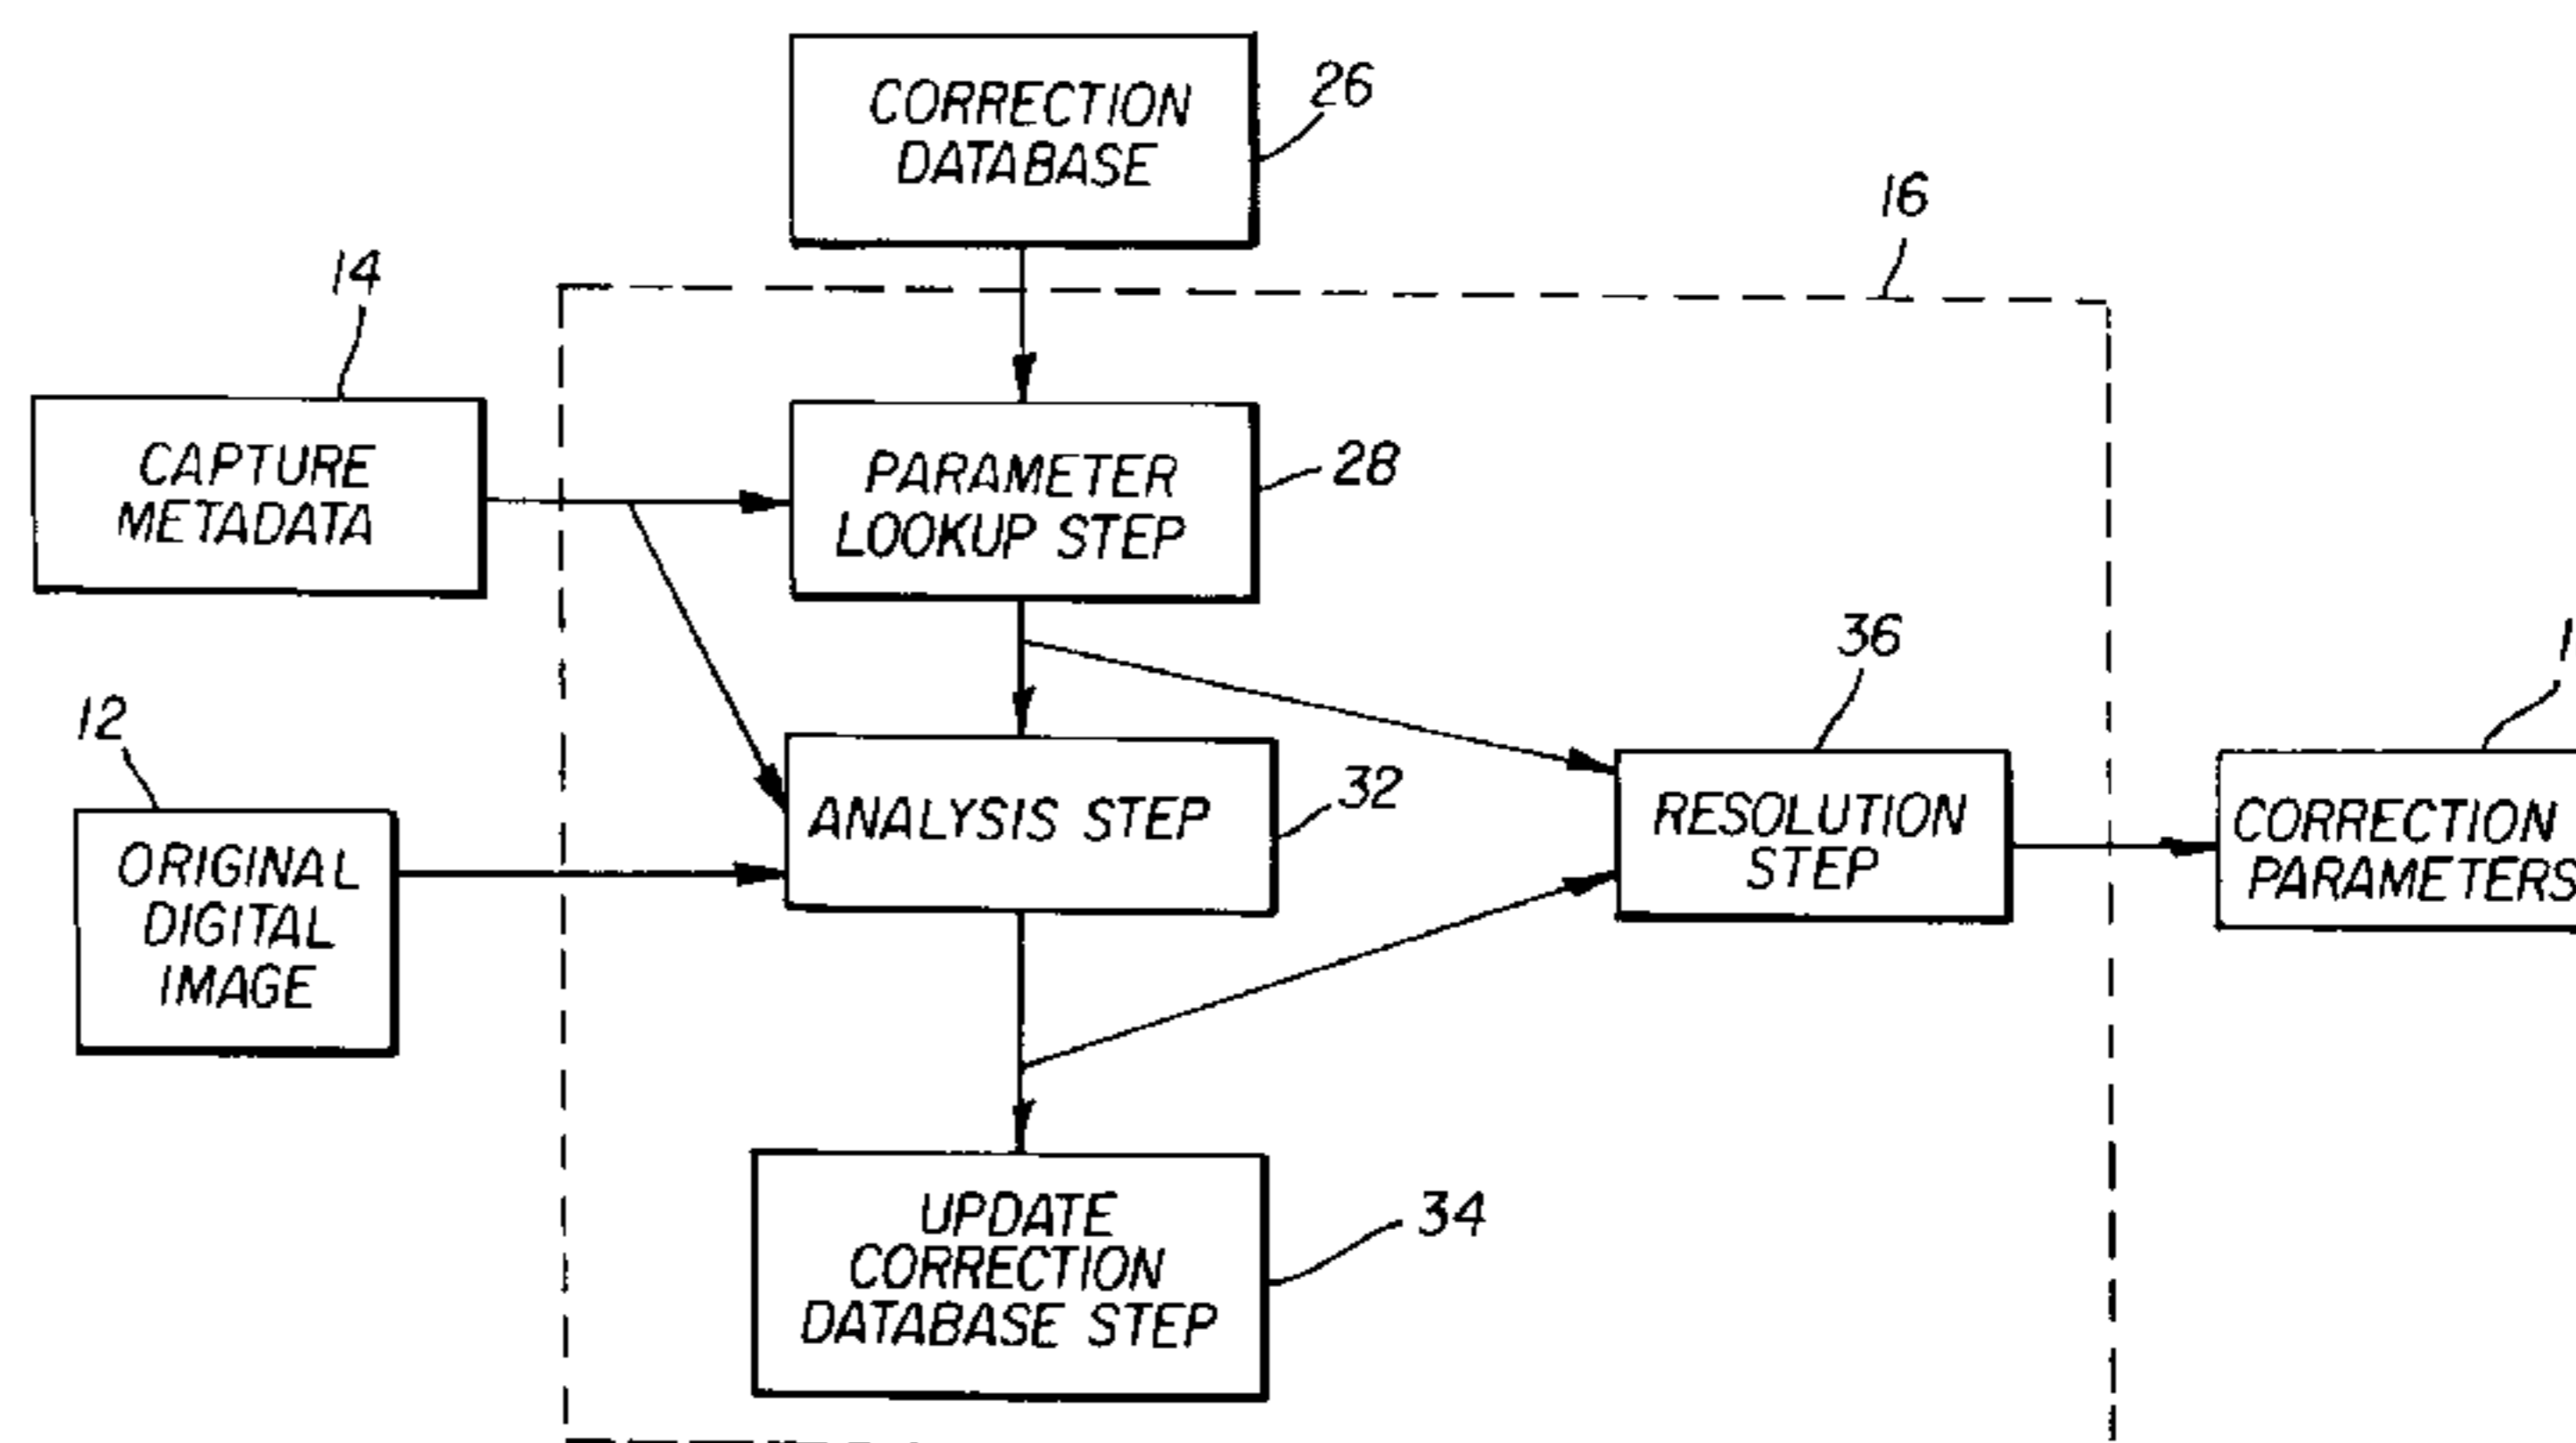 CORRECTION
DATABASE
26
16
14
CAPTURE
METADATA
PARAMETER
LOOKUP STEP
28
36
12
ORIGINAL
DIGITAL
IMAGE
ANALYSIS STEP
32
RESOLUTION
STEP
CORRECTION
PARAMETERS
UPDATE
CORRECTION
DATABASE STEP
34